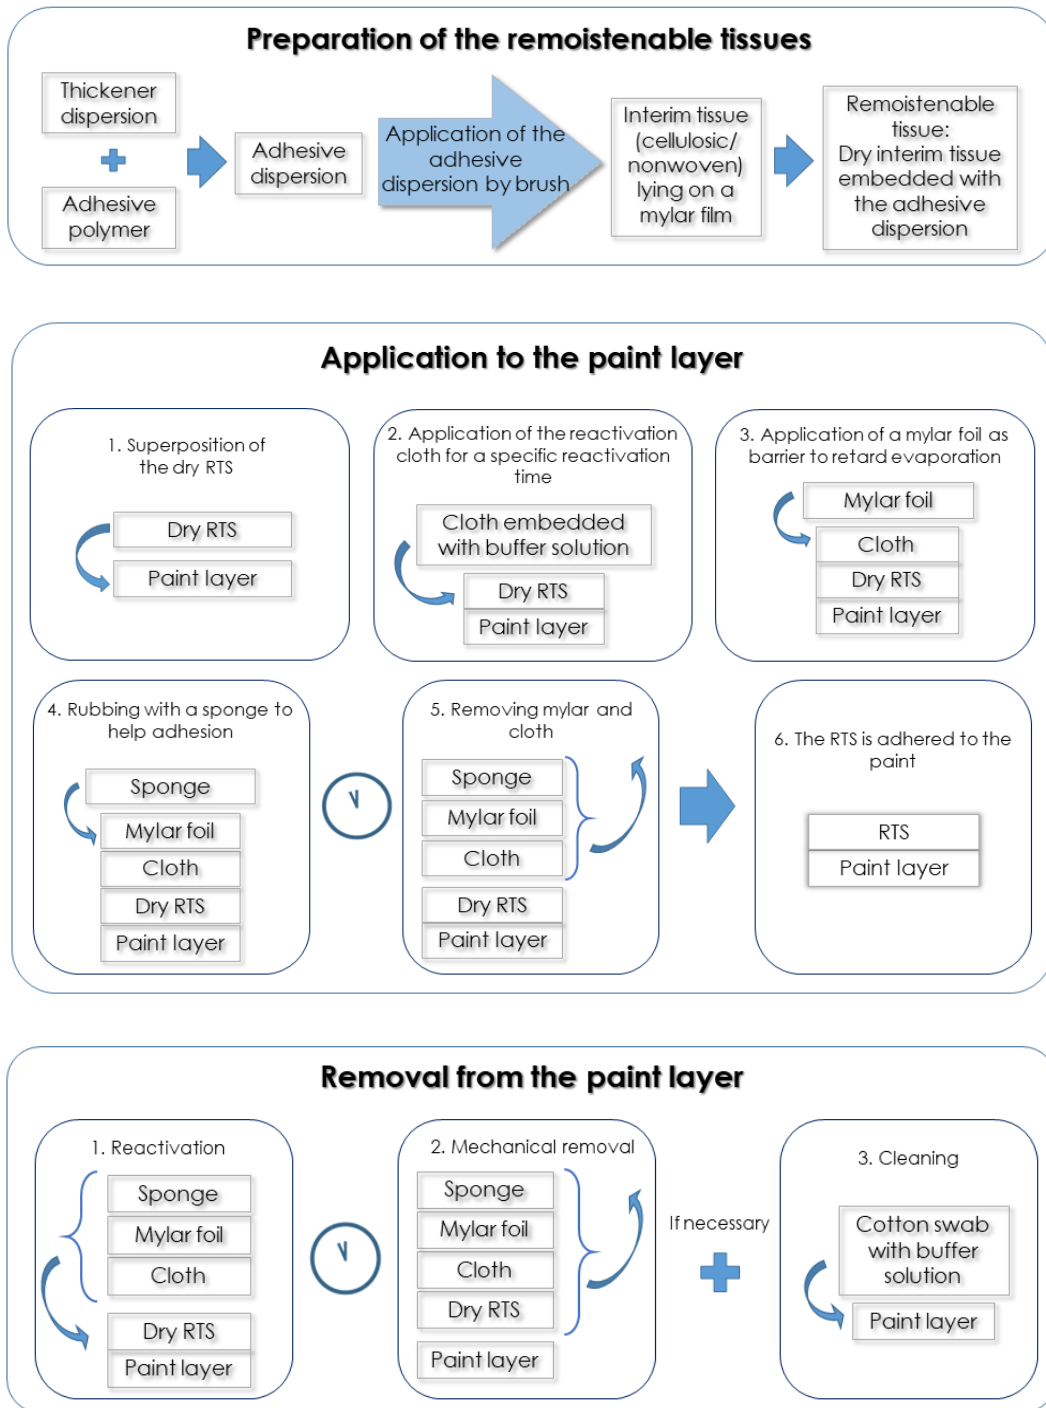 Preparation of the remoistenable tissues
Thickener
dispersion
Adhesive
polymer
Adhesive
dispersion
Application of the
adhesive
dispersion by brush
Interim tissue
(cellulosic/
nonwoven)
lying on a
mylar film
Remoistenable
tissue:
Dry interim tissue
embedded with
the adhesive
dispersion
Application to the paint layer
1. Superposition of
the dry RTS
Dry RTS
Paint layer
2. Application of the reactivation
cloth for a specific reactivation
time
Cloth embedded
with buffer solution
Dry RTS
Paint layer
3. Application of a mylar foil as
barrier to retard evaporation
Mylar foil
Cloth
Dry RTS
Paint layer
4. Rubbing with a sponge to
help adhesion
Sponge
Mylar foil
Cloth
Dry RTS
Paint layer
5. Removing mylar and
cloth
Sponge
Mylar foil
Cloth
Dry RTS
Paint layer
6. The RTS is adhered to the
paint
RTS
Paint layer
Removal from the paint layer
1. Reactivation
Sponge
Mylar foil
Cloth
Dry RTS
Paint layer
2. Mechanical removal
Sponge
Mylar foil
Cloth
Dry RTS
Paint layer
If necessary
3. Cleaning
Cotton swab
with buffer
solution
Paint layer